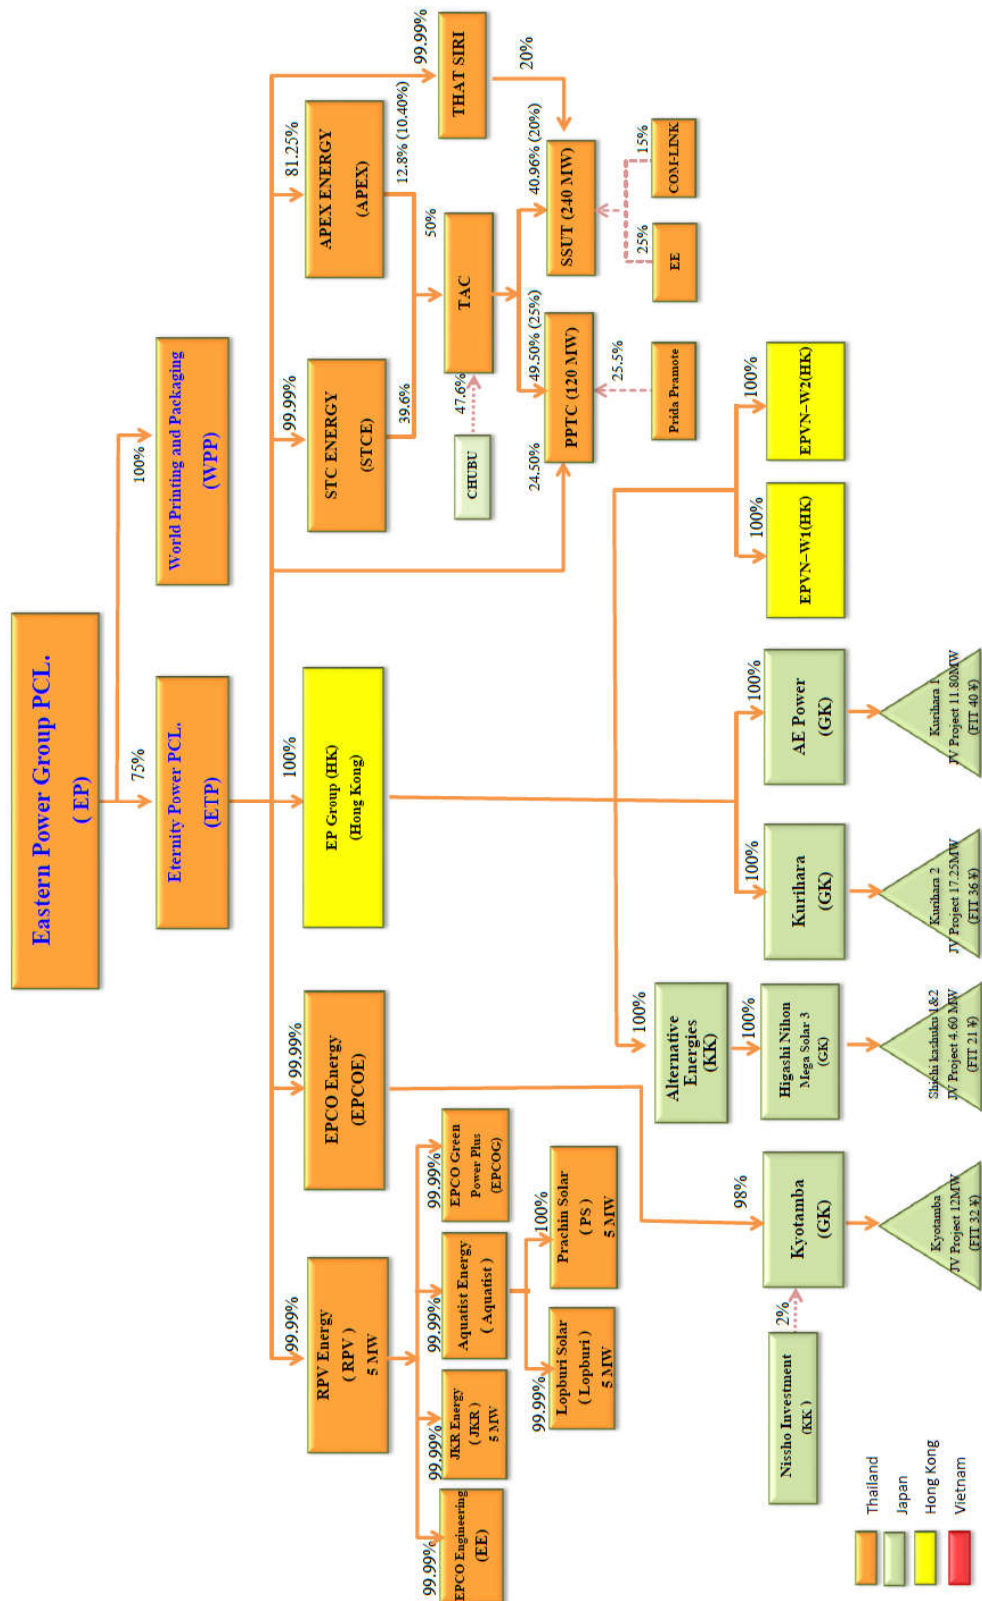 Eastern Power Group PCL.
( EP )
75%
100%
Eternity Power PCL.
(ETP)
World Printing and Packaging
(WPP)
99.99%
99.99%
100%
99.99%
81.25%
99.99%
RPV Energy
( RPV )
5 MW
EPCO Energy
(EPCOE)
EP Group (HK)
(Hong Kong)
STC ENERGY
(STCE)
APEX ENERGY
(APEX)
THAT SIRI
39.6%
12.8% (10.40%)
20%
99.99%
99.99%
99.99%
99.99%
EPCO Engineering
(EE)
JKR Energy
( JKR )
5 MW
Aquatist Energy
( Aquatist )
EPCO Green
Power Plus
(EPCOG)
CHUBU
47.6%
TAC
50%
99.99%
100%
Lopburi Solar
( Lopburi )
5 MW
Prachin Solar
( PS )
5 MW
24.50%
49.50% (25%)
40.96% (20%)
PPTC (120 MW)
SSUT (240 MW)
25.5%
25%
15%
Prida Pramote
EE
COM-LINK
100%
Alternative
Energies
(KK)
98%
100%
100%
100%
100%
100%
Nissho Investment
(KK)
2%
Kyotamba
(GK)
Higashi Nihon
Mega Solar 3
(GK)
Kurihara
(GK)
AE Power
(GK)
EPVN-W1(HK)
EPVN-W2(HK)
Kyotamba
JV Project 12MW
(FIT 32 ¥)
Shichi kashuku 1&2
JV Project 4.60 MW
(FIT 21 ¥)
Kurihara 2
JV Project 17.25MW
(FIT 36 ¥)
Kurihara 1
JV Project 11.80MW
(FIT 40 ¥)
Thailand
Japan
Hong Kong
Vietnam